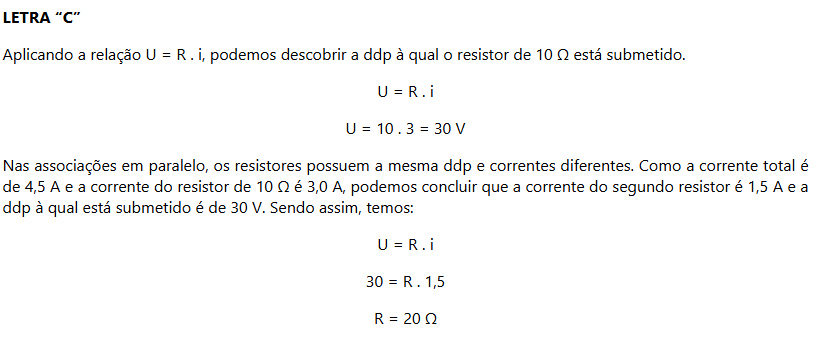 LETRA “C”
Aplicando a relação U = R . i, podemos descobrir a ddp à qual o resistor de 10 Ω está submetido.
U = R . i
U = 10 . 3 = 30 V
Nas associações em paralelo, os resistores possuem a mesma ddp e correntes diferentes. Como a corrente total é
de 4,5 A e a corrente do resistor de 10 Ω é 3,0 A, podemos concluir que a corrente do segundo resistor é 1,5 A e a
ddp à qual está submetido é de 30 V. Sendo assim, temos:
U = R . i
30 = R . 1,5
R = 20 Ω